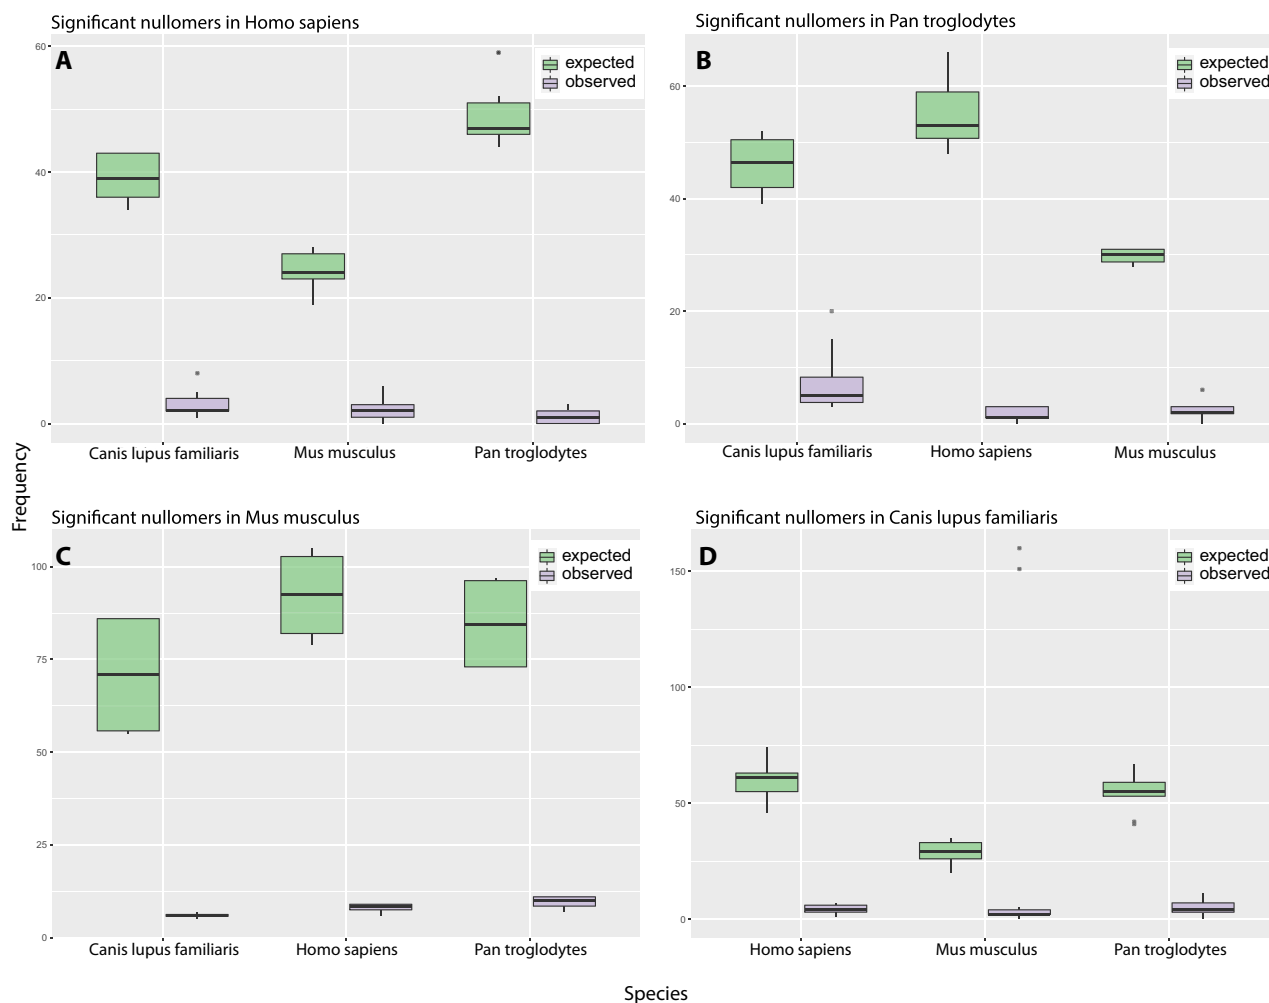 Significant nullomers in Homo sapiens
A
expected
observed
60
40
20
0
Canis lupus familiaris
Mus musculus
Pan troglodytes
Significant nullomers in Pan troglodytes
B
expected
observed
60
40
20
0
Canis lupus familiaris
Homo sapiens
Mus musculus
Frequency
Significant nullomers in Mus musculus
C
expected
observed
100
75
50
25
0
Canis lupus familiaris
Homo sapiens
Pan troglodytes
Significant nullomers in Canis lupus familiaris
D
expected
observed
150
100
50
0
Homo sapiens
Mus musculus
Pan troglodytes
Species